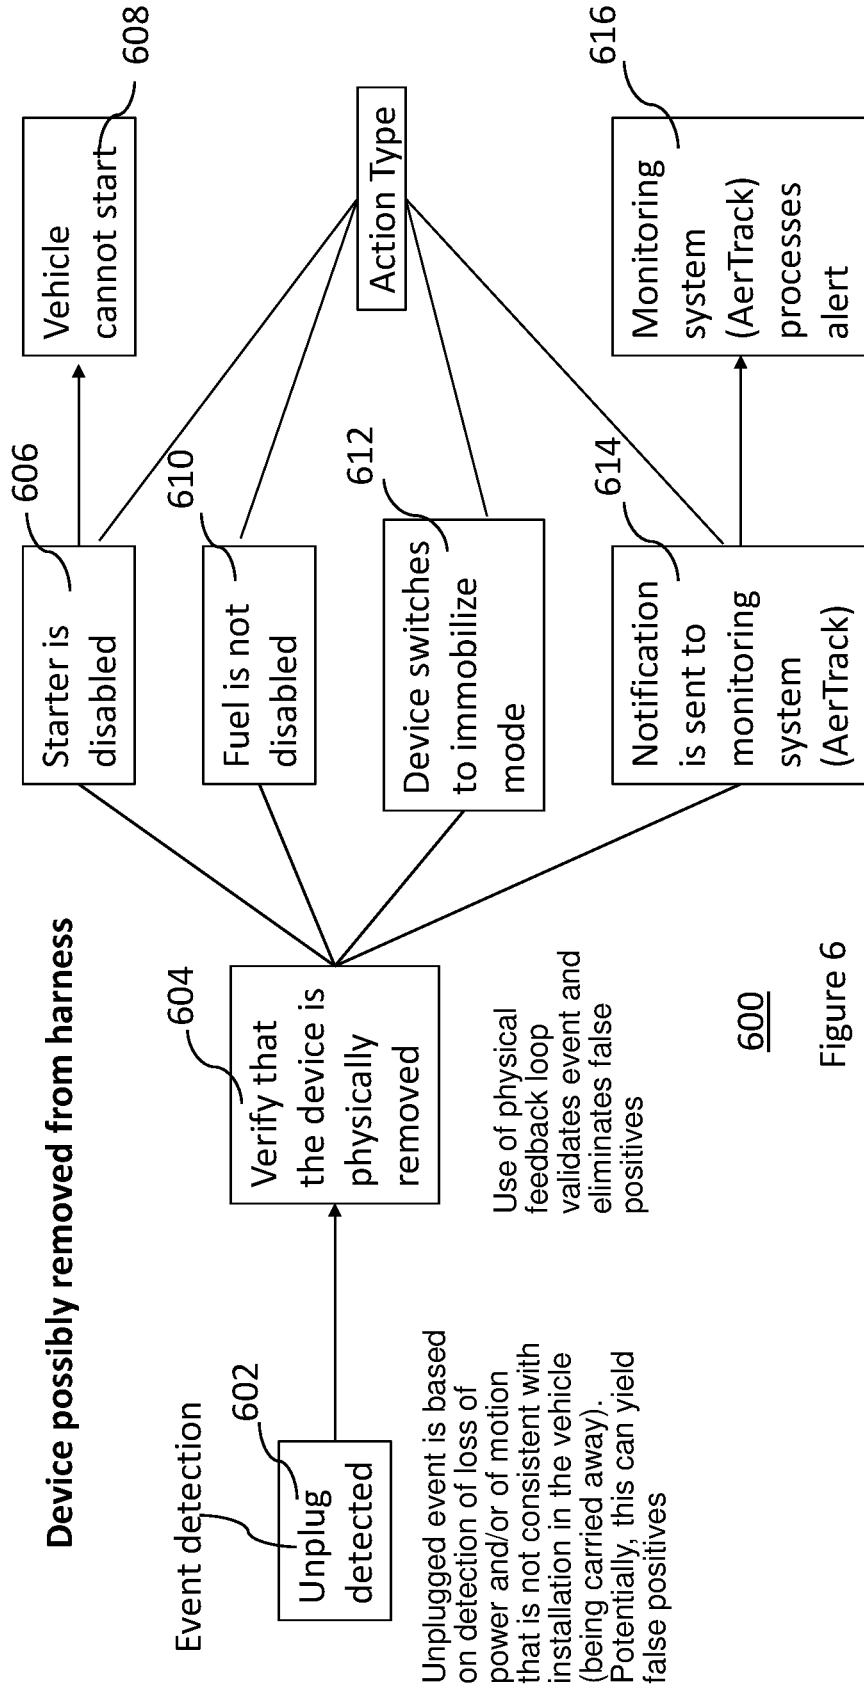 Device possibly removed from harness
Event detection
602
Unplug
detected
Unplugged event is based
on detection of loss of
power and/or of motion
that is not consistent with
installation in the vehicle
(being carried away).
Potentially, this can yield
false positives
604
Verify that
the device is
physically
removed
Use of physical
feedback loop
validates event and
eliminates false
positives
606
Starter is
disabled
608
Vehicle
cannot start
610
Fuel is not
disabled
612
Device switches
to immobilize
mode
Action Type
614
Notification
is sent to
monitoring
system
(AerTrack)
616
Monitoring
system
(AerTrack)
processes
alert
600
Figure 6